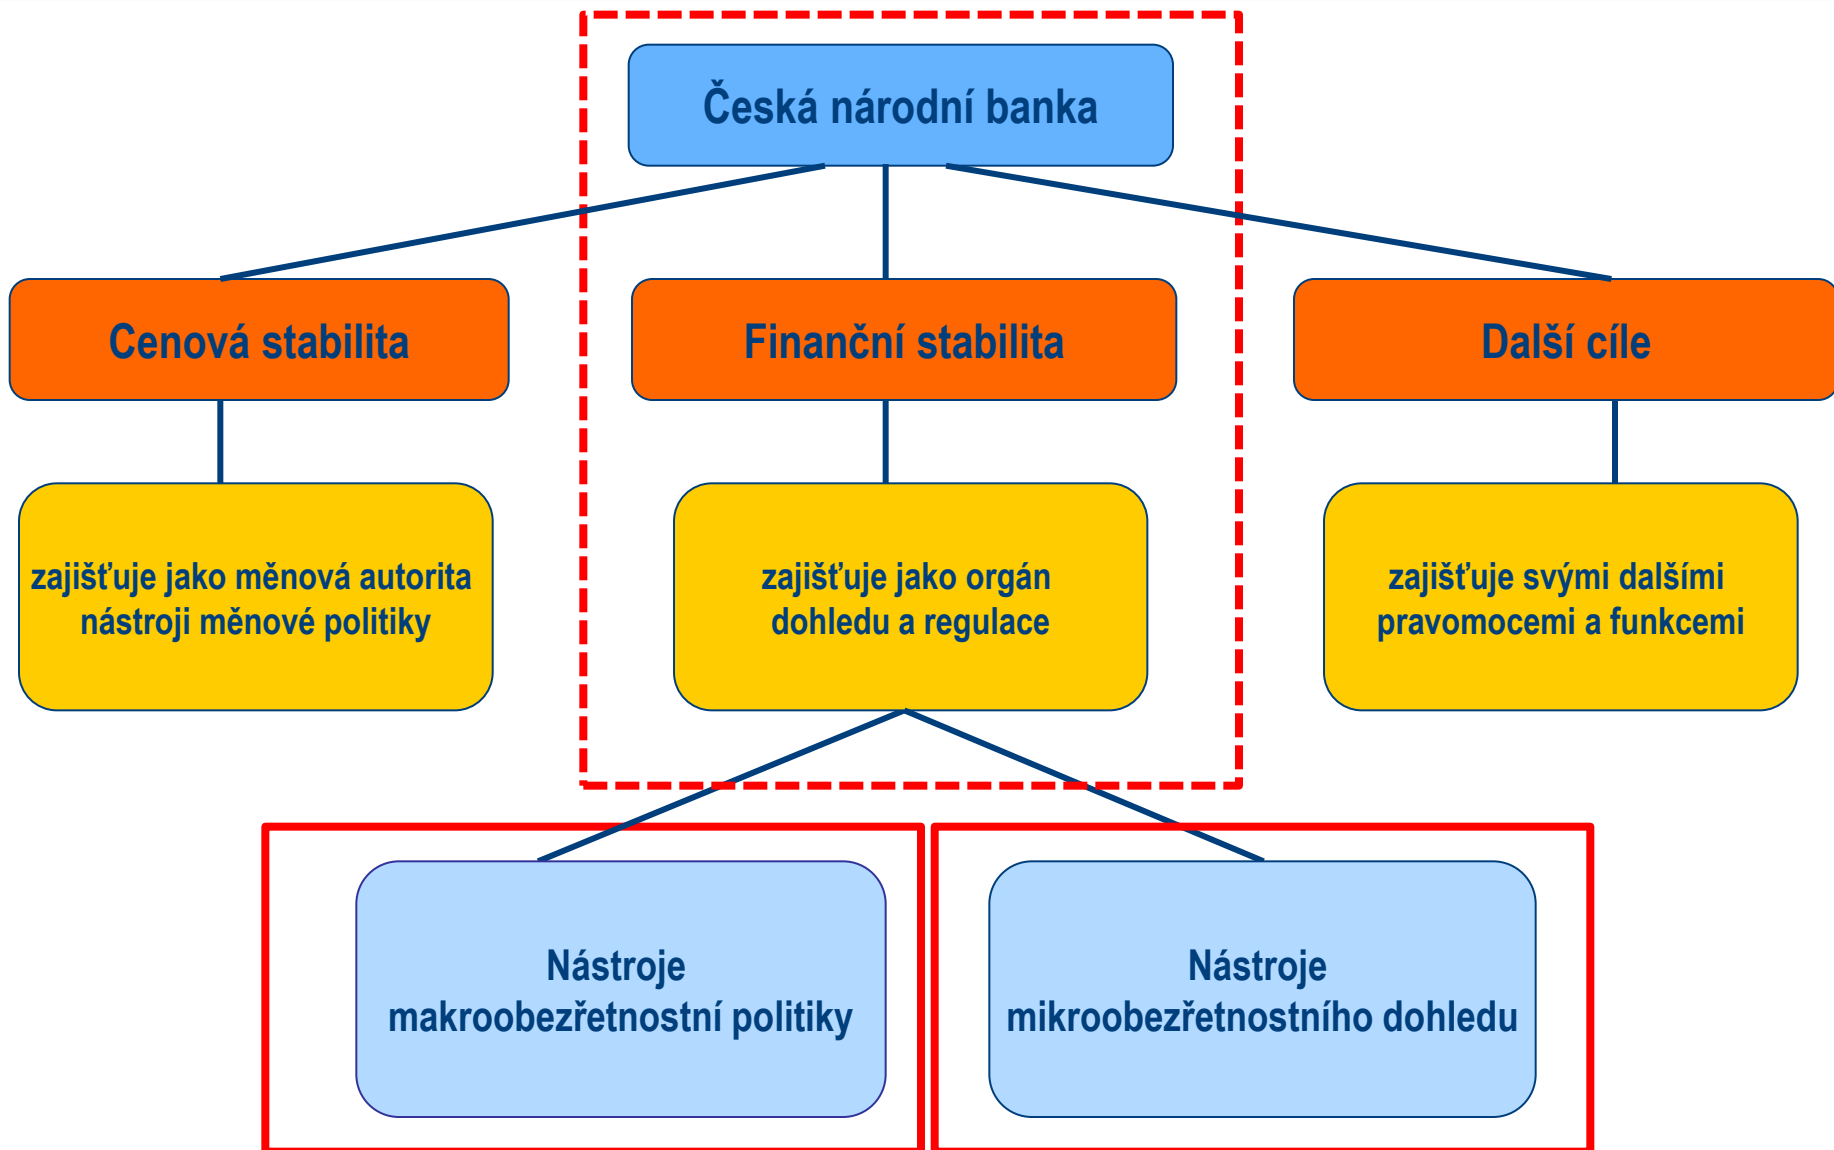 Česká národní banka
Cenová stabilita
Finanční stabilita
Další cíle
zajišťuje jako měnová autorita
nástroji měnové politiky
zajišťuje jako orgán
dohledu a regulace
zajišťuje svými dalšími
pravomocemi a funkcemi
Nástroje
makroobezřetnostní politiky
Nástroje
mikroobezřetnostního dohledu